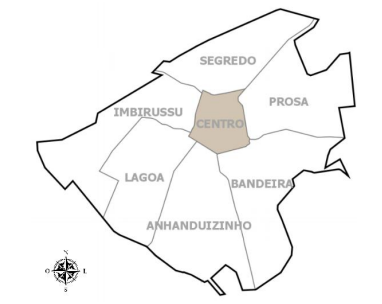 SEGREDO
PROSA
IMBIRUSSU
CENTRO
LAGOA
BANDEIRA
ANHANDUIZINHO
N
O L
S